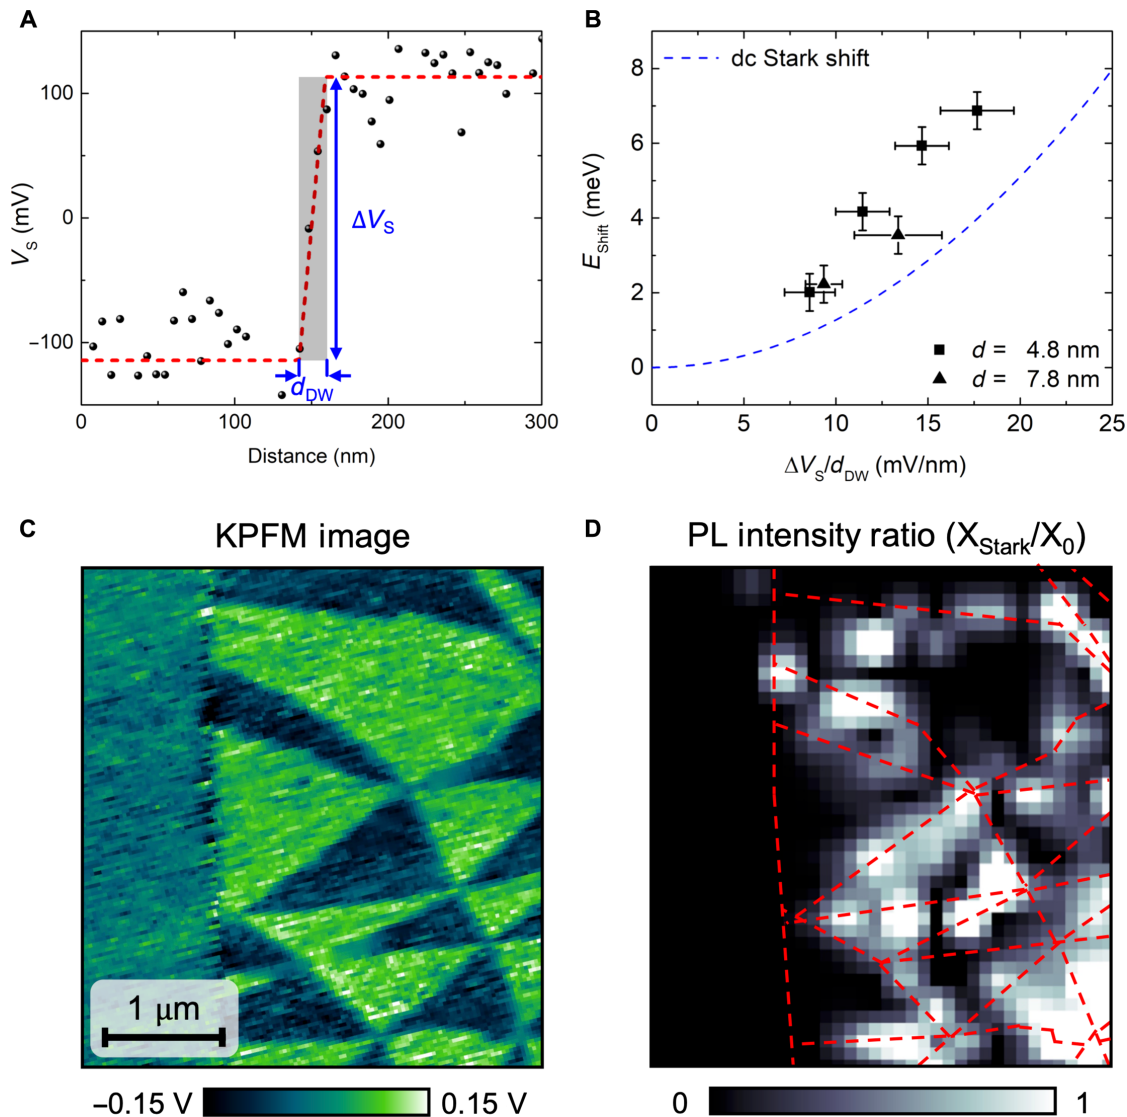 A
V_S (mV)
100
0
−100
ΔV_S
d_DW
0
100
200
300
Distance (nm)
B
E_Shift (meV)
8
6
4
2
0
dc Stark shift
d = 4.8 nm
d = 7.8 nm
0
5
10
15
20
25
ΔV_S/d_DW (mV/nm)
C
KPFM image
1 μm
−0.15 V
0.15 V
D
PL intensity ratio (X_Stark/X_0)
0
1